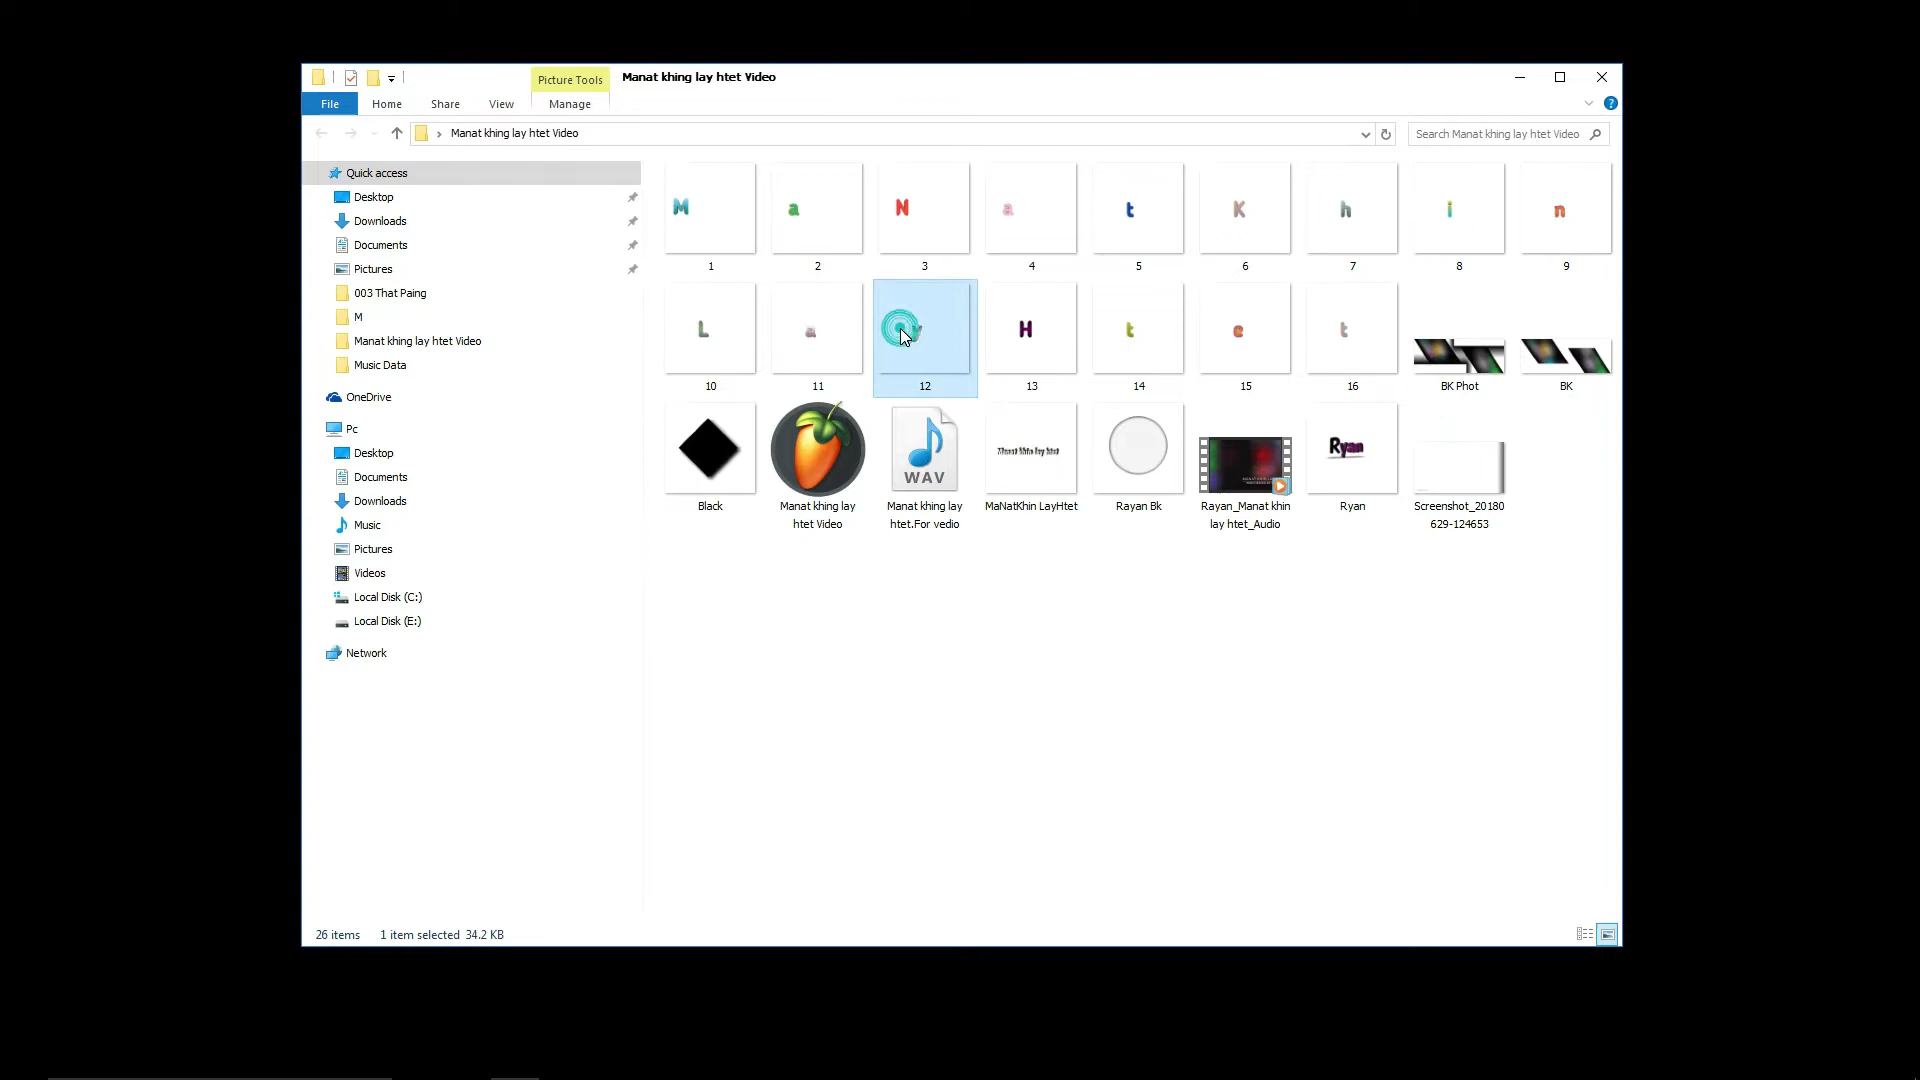 Picture Tools
Manat khing lay htet Video
File
Home
Share
View
Manage
Manat khing lay htet Video
Search Manat khing lay htet Video
Quick access
Desktop
Downloads
Documents
Pictures
003 That Paing
M
Manat khing lay htet Video
Music Data
OneDrive
Pc
Desktop
Documents
Downloads
Music
Pictures
Videos
Local Disk (C:)
Local Disk (E:)
Network
M a N a t K h i n
1 2 3 4 5 6 7 8 9
L a y H t e t
10 11 12 13 14 15 16 BK Phot BK
WAV
Ryan
Black
Manat khing lay
htet Video
Manat khing lay
htet.For vedio
MaNatKhin LayHtet
Rayan Bk
Rayan_Manat khin
lay htet_Audio
Ryan
Screenshot_20180
629-124653
26 items
1 item selected 34.2 KB